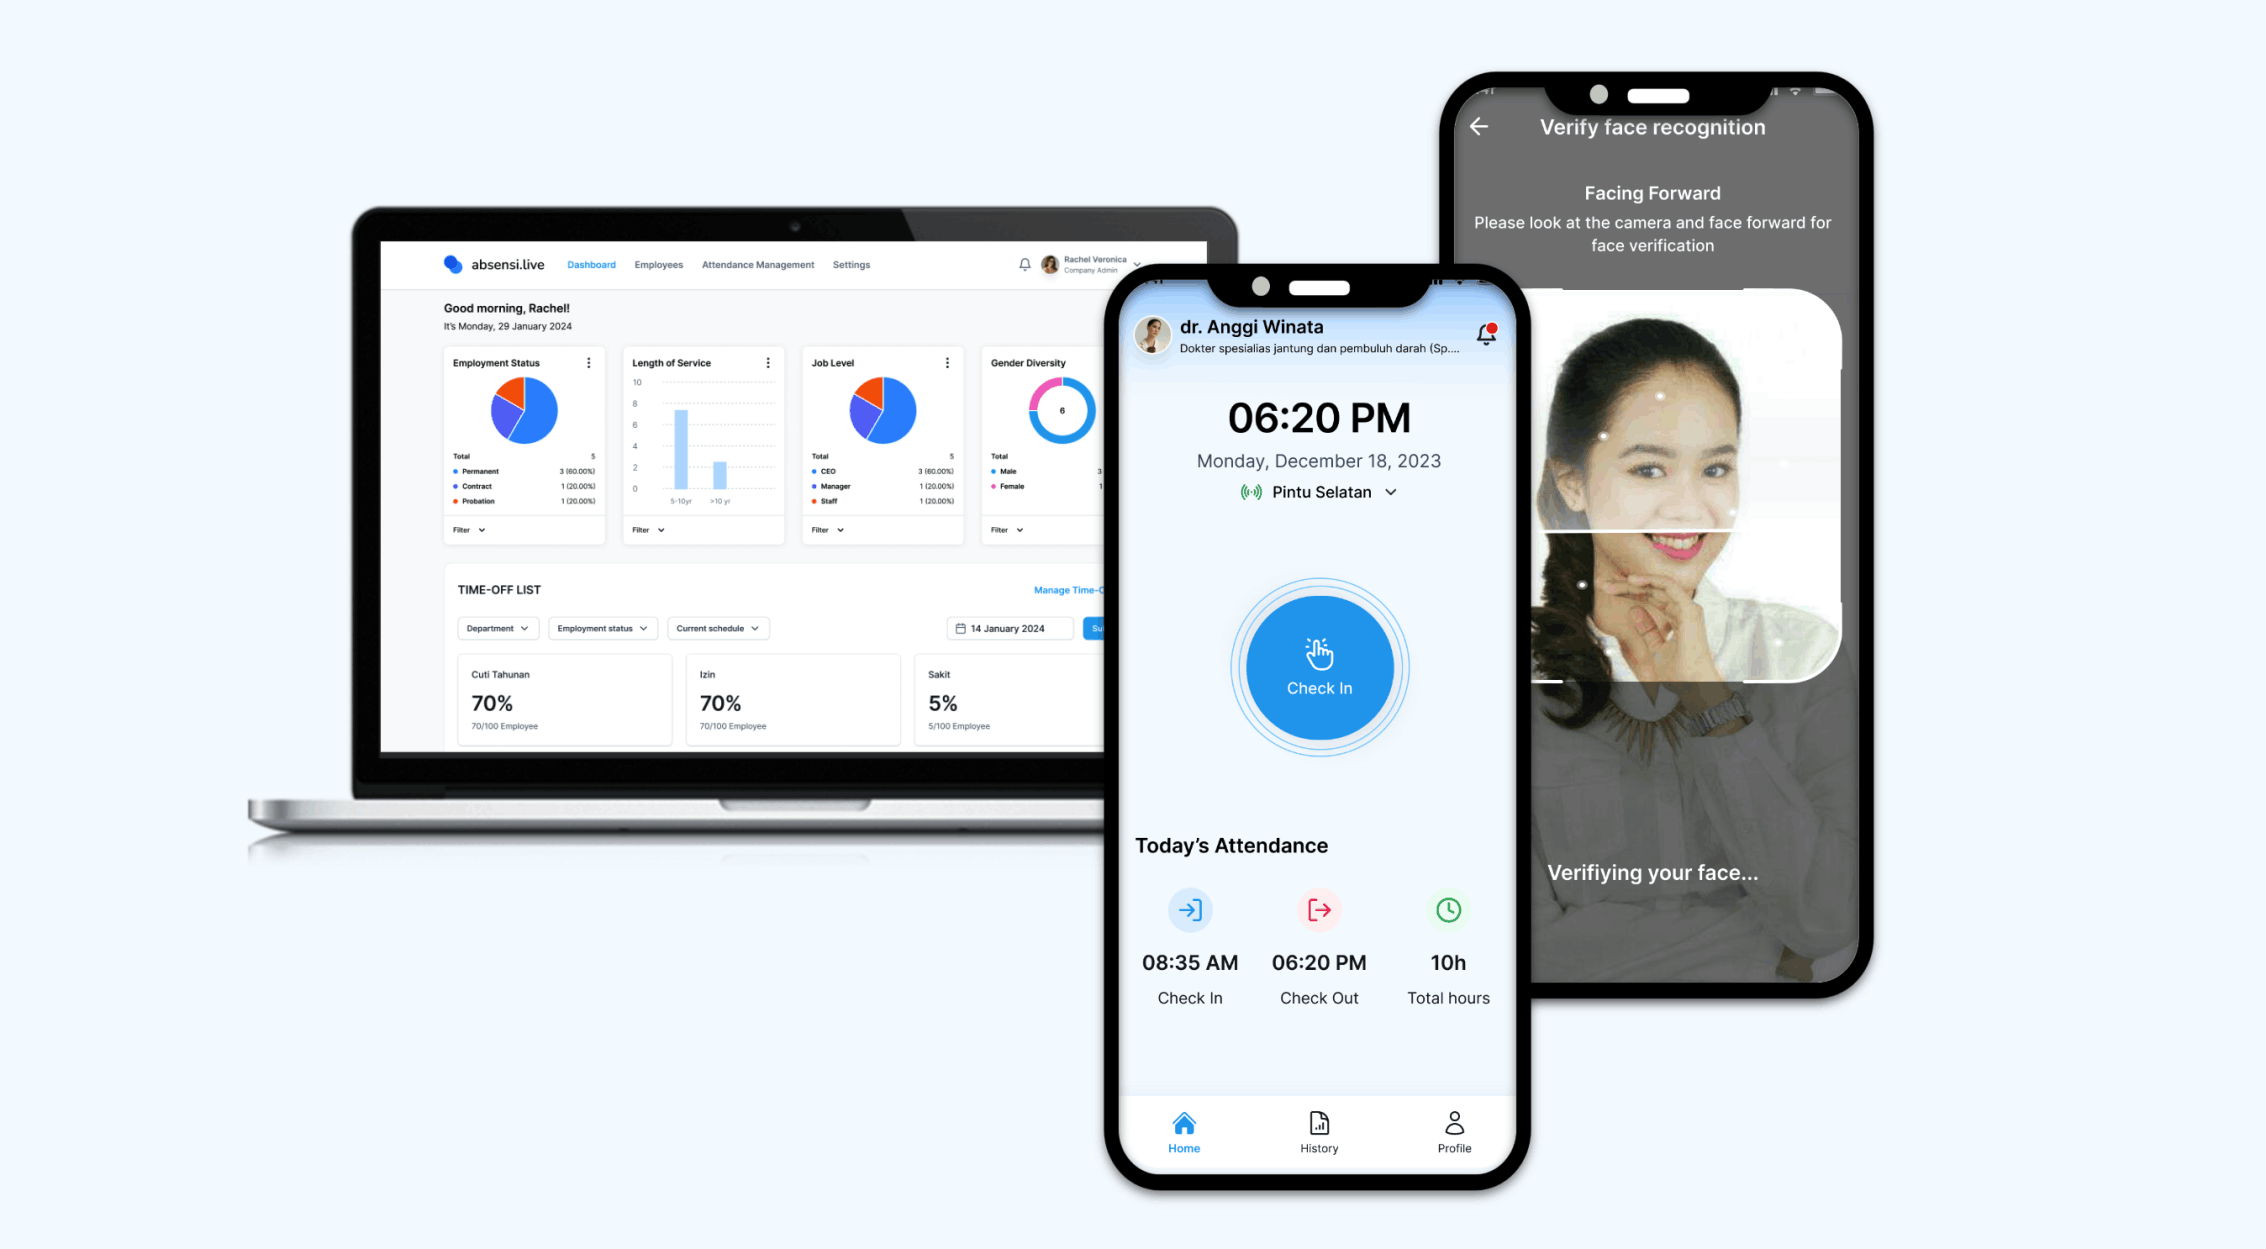 absensi.live
Dashboard
Employees
Attendance Management
Settings
Rachel Veronica
Company Admin
Good morning, Rachel!
It's Monday, 29 January 2024
Employment Status
Total 5
Permanent 3 (60.00%)
Contract 1 (20.00%)
Probation 1 (20.00%)
Filter
Length of Service
10
8
6
4
2
0
5-10yr >10 yr
Filter
Job Level
Total 5
CEO 3 (60.00%)
Manager 1 (20.00%)
Staff 1 (20.00%)
Filter
Gender Diversity
6
Total
Male 3
Female 1
Filter
TIME-OFF LIST
Manage Time-O
Department
Employment status
Current schedule
14 January 2024
Su
Cuti Tahunan
70%
70/100 Employee
Izin
70%
70/100 Employee
Sakit
5%
5/100 Employee
dr. Anggi Winata
Dokter spesialias jantung dan pembuluh darah (Sp....
06:20 PM
Monday, December 18, 2023
Pintu Selatan
Check In
Today's Attendance
08:35 AM
Check In
06:20 PM
Check Out
10h
Total hours
Home
History
Profile
Verify face recognition
Facing Forward
Please look at the camera and face forward for
face verification
Verifiying your face...